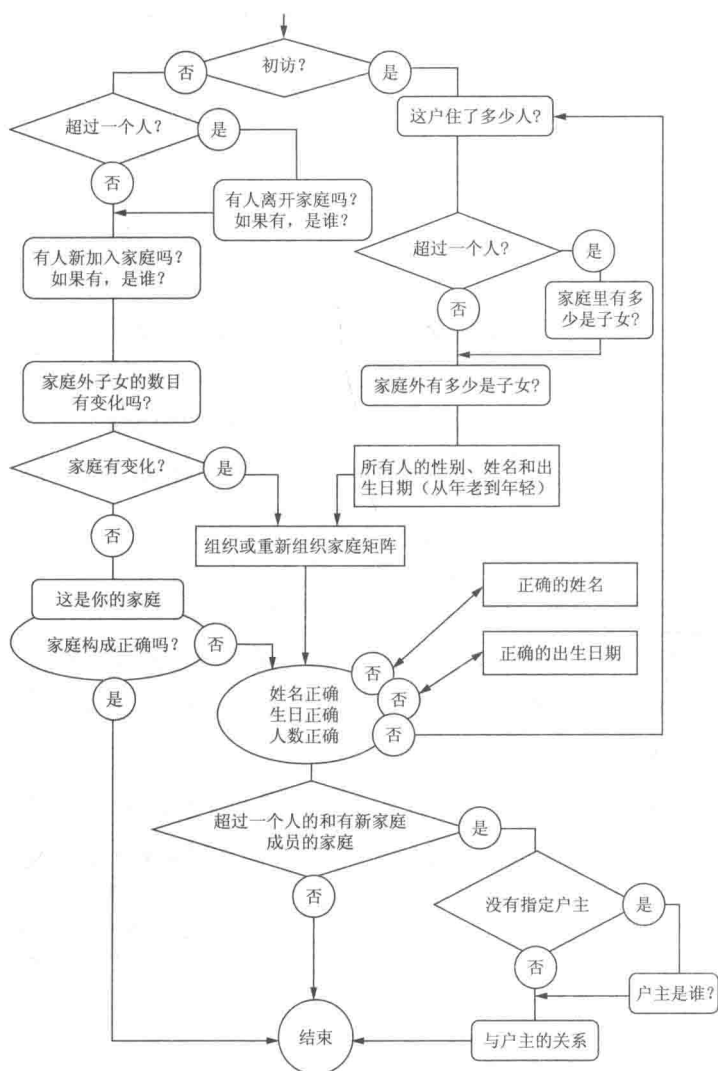 初访？
否
是
超过一个人？
是
这户住了多少人？
否
有人离开家庭吗？
如果有，是谁？
有人新加入家庭吗？
如果有，是谁？
超过一个人？
是
否
家庭里有多
少是子女？
家庭外子女的数目
有变化吗？
家庭外有多少是子女？
家庭有变化？
是
所有人的性别、姓名和出
生日期（从年老到年轻）
否
组织或重新组织家庭矩阵
这是你的家庭
正确的姓名
家庭构成正确吗？
否
否
正确的出生日期
是
姓名正确
生日正确
人数正确
否
否
超过一个人的和有新家庭
成员的家庭
是
否
没有指定户主
是
否
户主是谁？
结束
与户主的关系